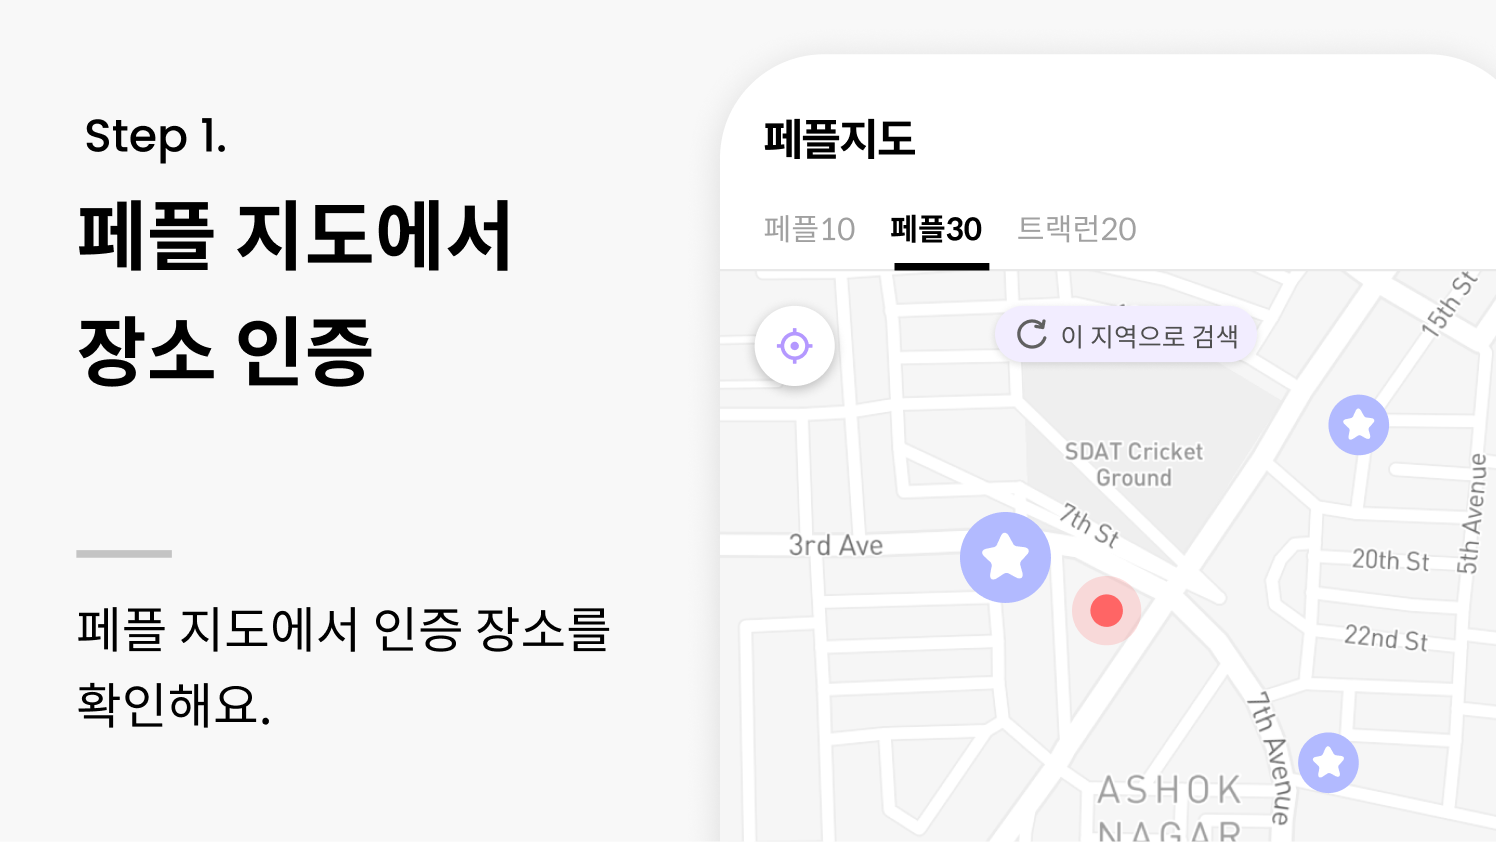 Step 1.
페플 지도에서
장소 인증
페플 지도에서 인증 장소를
확인해요.
페플지도
페플10 페플30 트랙런20
이 지역으로 검색
15th St
SDAT Cricket
Ground
7th St
3rd Ave
5th Avenue
20th St
22nd St
7th Avenue
ASHOK
NAGAR